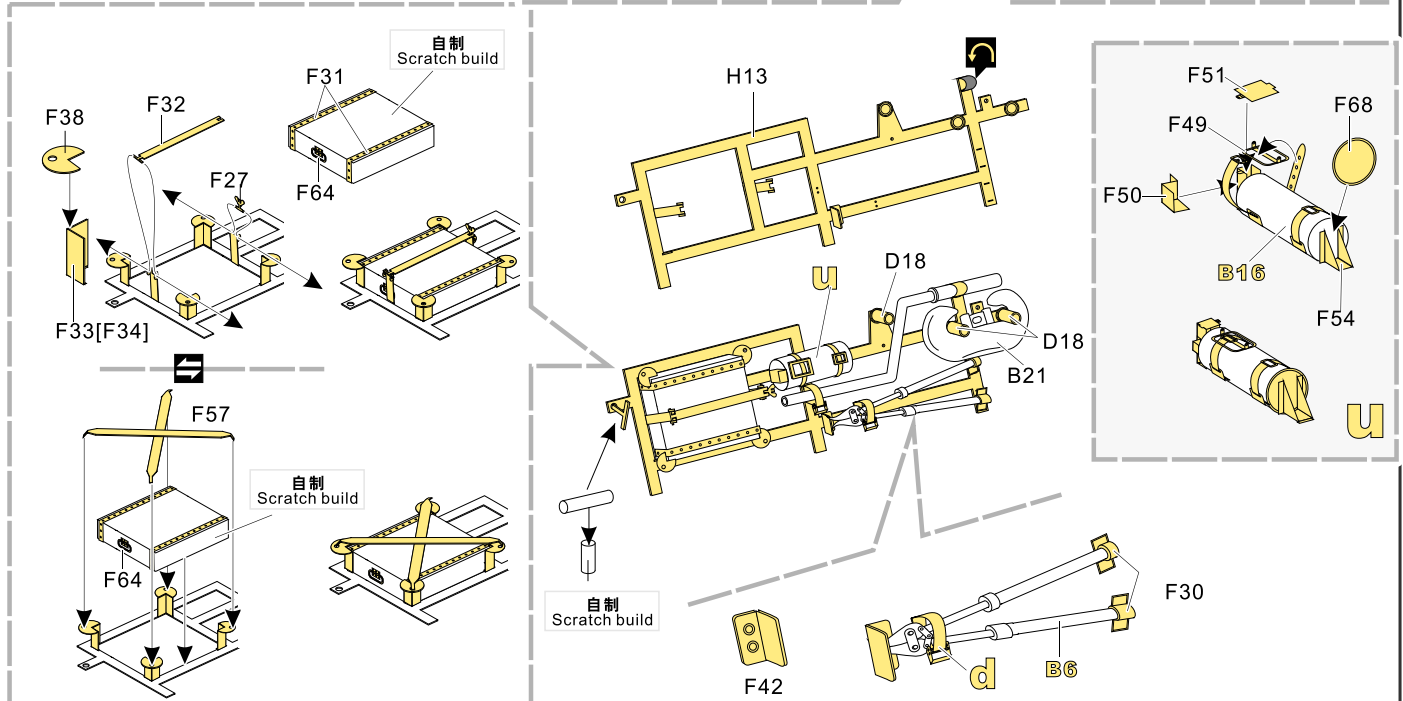 自制
Scratch build
F31
F32
F38
F64
F27
F33[F34]
F57
自制
Scratch build
F64
H13
D18
u
D18
B21
自制
Scratch build
F42
d
B6
F30
F51
F68
F49
F50
B16
F54
u